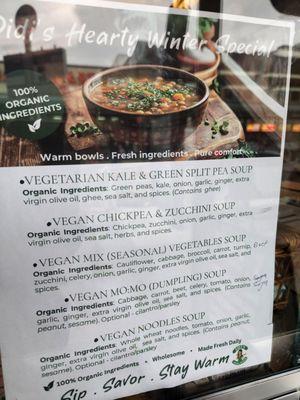 Didi's Hearty Winter Special
100%
ORGANIC
INGREDIENTS
Warm bowls . Fresh ingredients . Pure comfort
•VEGETARIAN KALE & GREEN SPLIT PEA SOUP
Organic Ingredients: Green peas, kale, onion, garlic, ginger, extra
virgin olive oil, ghee, sea salt, and spices. (Contains ghee)
•VEGAN CHICKPEA & ZUCCHINI SOUP
Organic Ingredients: Chickpea, zucchini, onion, garlic, ginger, extra
virgin olive oil, sea salt, herbs, and spices.
•VEGAN MIX (SEASONAL) VEGETABLES SOUP
Organic Ingredients: Cauliflower, cabbage, broccoli, carrot, turnip,
zucchini, celery, onion, garlic, ginger, extra virgin olive oil, sea salt, and
spices.
•VEGAN MO:MO (DUMPLING) SOUP
Organic Ingredients: Cabbage, carrot, beet, celery, tomato, onion,
garlic, ginger, extra virgin olive oil, sea salt, and spices. (Contains
peanut, sesame). Optional - cilantro/parsley
•VEGAN NOODLES SOUP
Organic Ingredients: Whole wheat noodles, tomato, onion, garlic,
ginger, extra virgin olive oil, sea salt, and spices. (Contains peanut,
sesame). Optional - cilantro/parsley
• 100% Organic Ingredients • Wholesome • Made Fresh Daily
Sip . Savor . Stay Warm